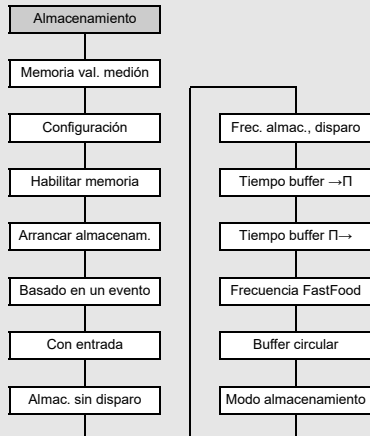 Almacenamiento
Memoria val. medión
Configuración
Habilitar memoria
Arrancar almacenam.
Basado en un evento
Con entrada
Almac. sin disparo
Frec. almac., disparo
Tiempo buffer →Π
Tiempo buffer Π→
Frecuencia FastFood
Buffer circular
Modo almacenamiento